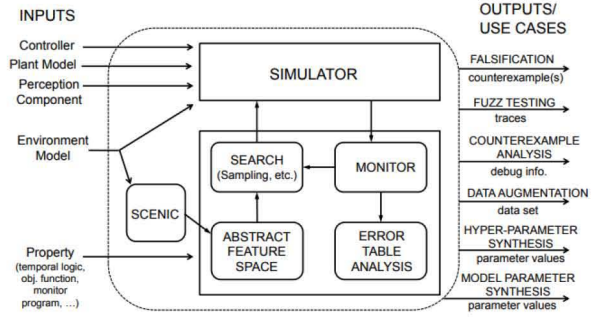 INPUTS
Controller
Plant Model
Perception
Component
Environment
Model
Property
(temporal logic,
obj. function,
monitor
program, ...)
SIMULATOR
SEARCH
(Sampling, etc.)
MONITOR
SCENIC
ABSTRACT
FEATURE
SPACE
ERROR
TABLE
ANALYSIS
OUTPUTS/
USE CASES
FALSIFICATION
counterexample(s)
FUZZ TESTING
traces
COUNTEREXAMPLE
ANALYSIS
debug info.
DATA AUGMENTATION
data set
HYPER-PARAMETER
SYNTHESIS
parameter values
MODEL PARAMETER
SYNTHESIS
parameter values